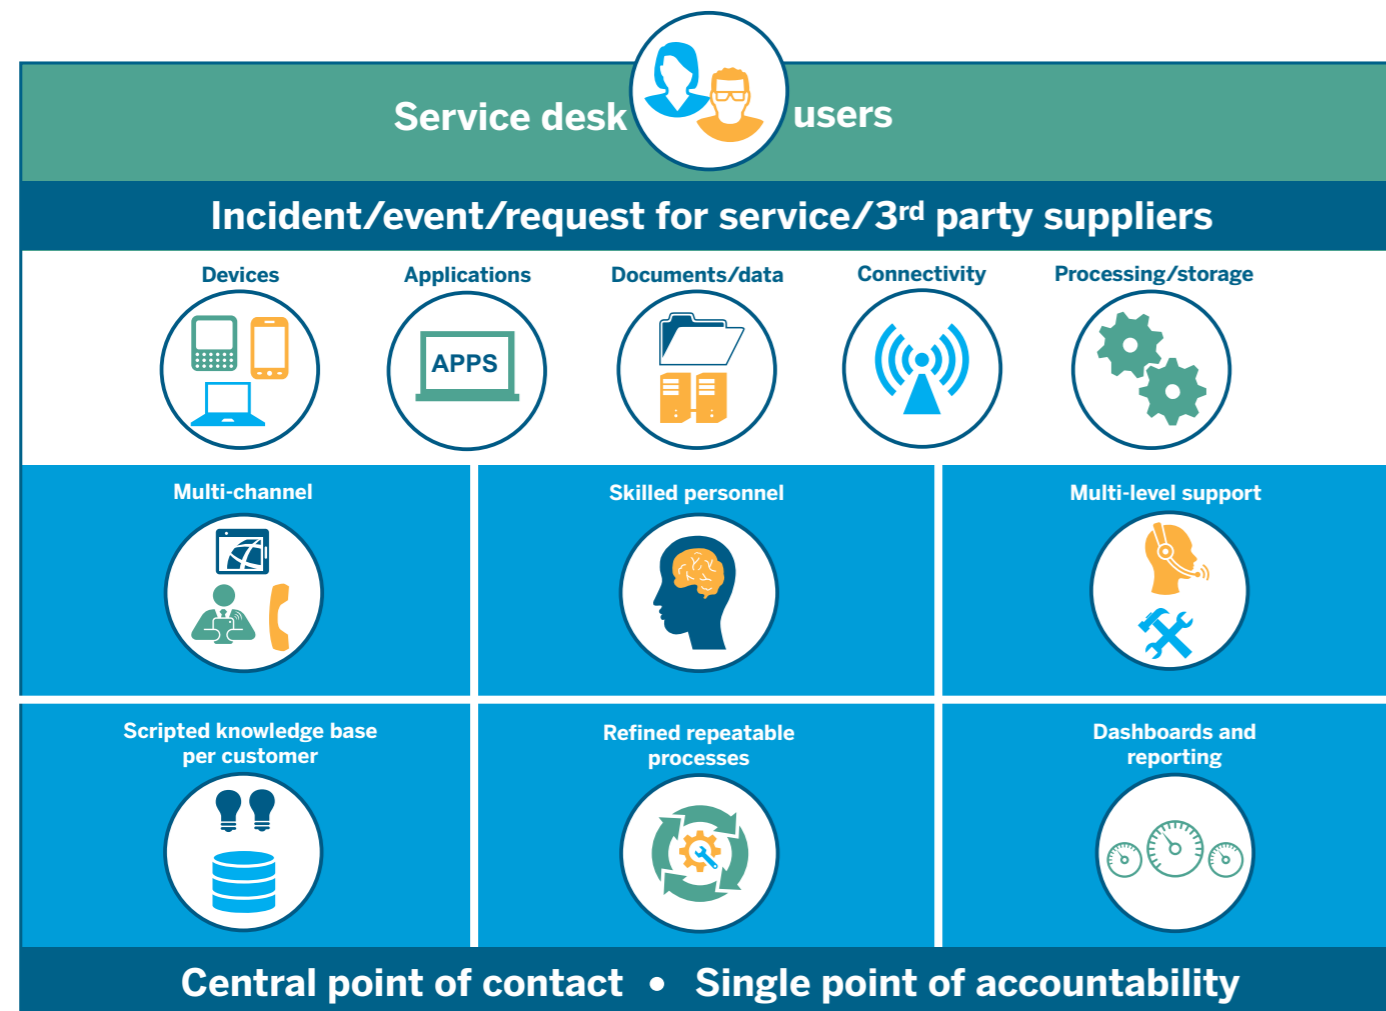 Service desk users
Incident/event/request for service/3rd party suppliers
Devices
Applications
Documents/data
Connectivity
Processing/storage
APPS
Multi-channel
Skilled personnel
Multi-level support
Scripted knowledge base
per customer
Refined repeatable
processes
Dashboards and
reporting
Central point of contact • Single point of accountability